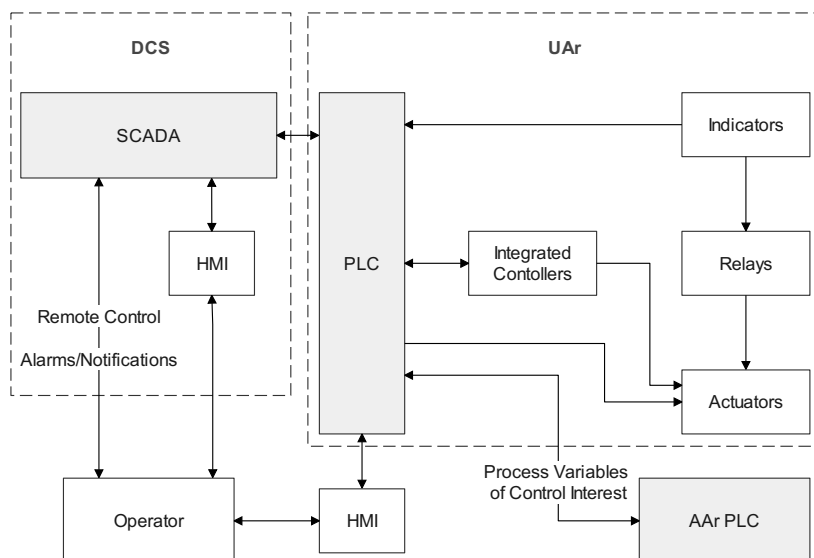 DCS
UAr
SCADA
Indicators
HMI
PLC
Integrated
Contollers
Relays
Remote Control
Alarms/Notifications
Actuators
Process Variables
of Control Interest
Operator
HMI
AAr PLC